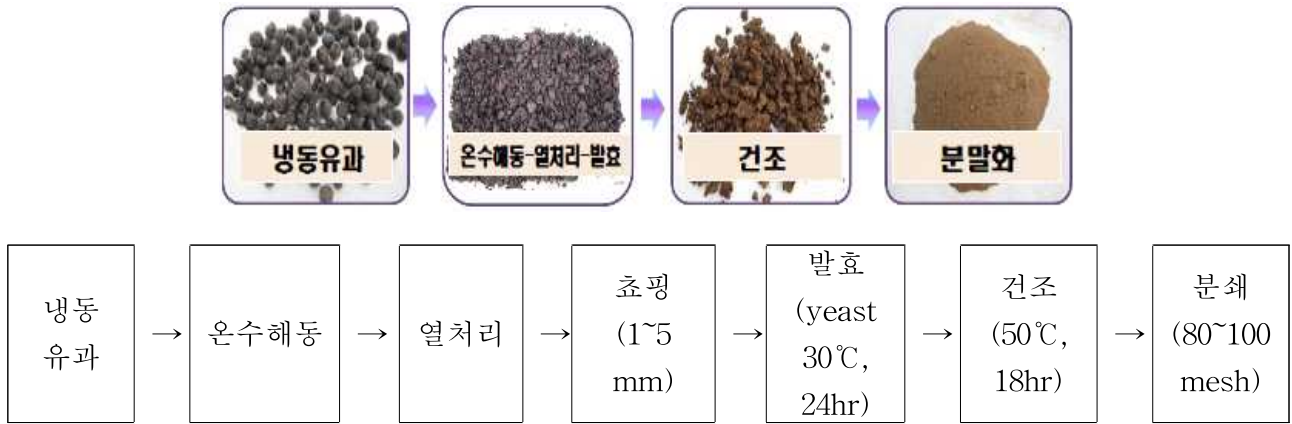 냉동유과
온수해동-열처리-발효
건조
분말화
냉동
유과
→
온수해동
→
열처리
→
쵸핑
(1~5
mm)
→
발효
(yeast
30℃,
24hr)
→
건조
(50℃,
18hr)
→
분쇄
(80~100
mesh)